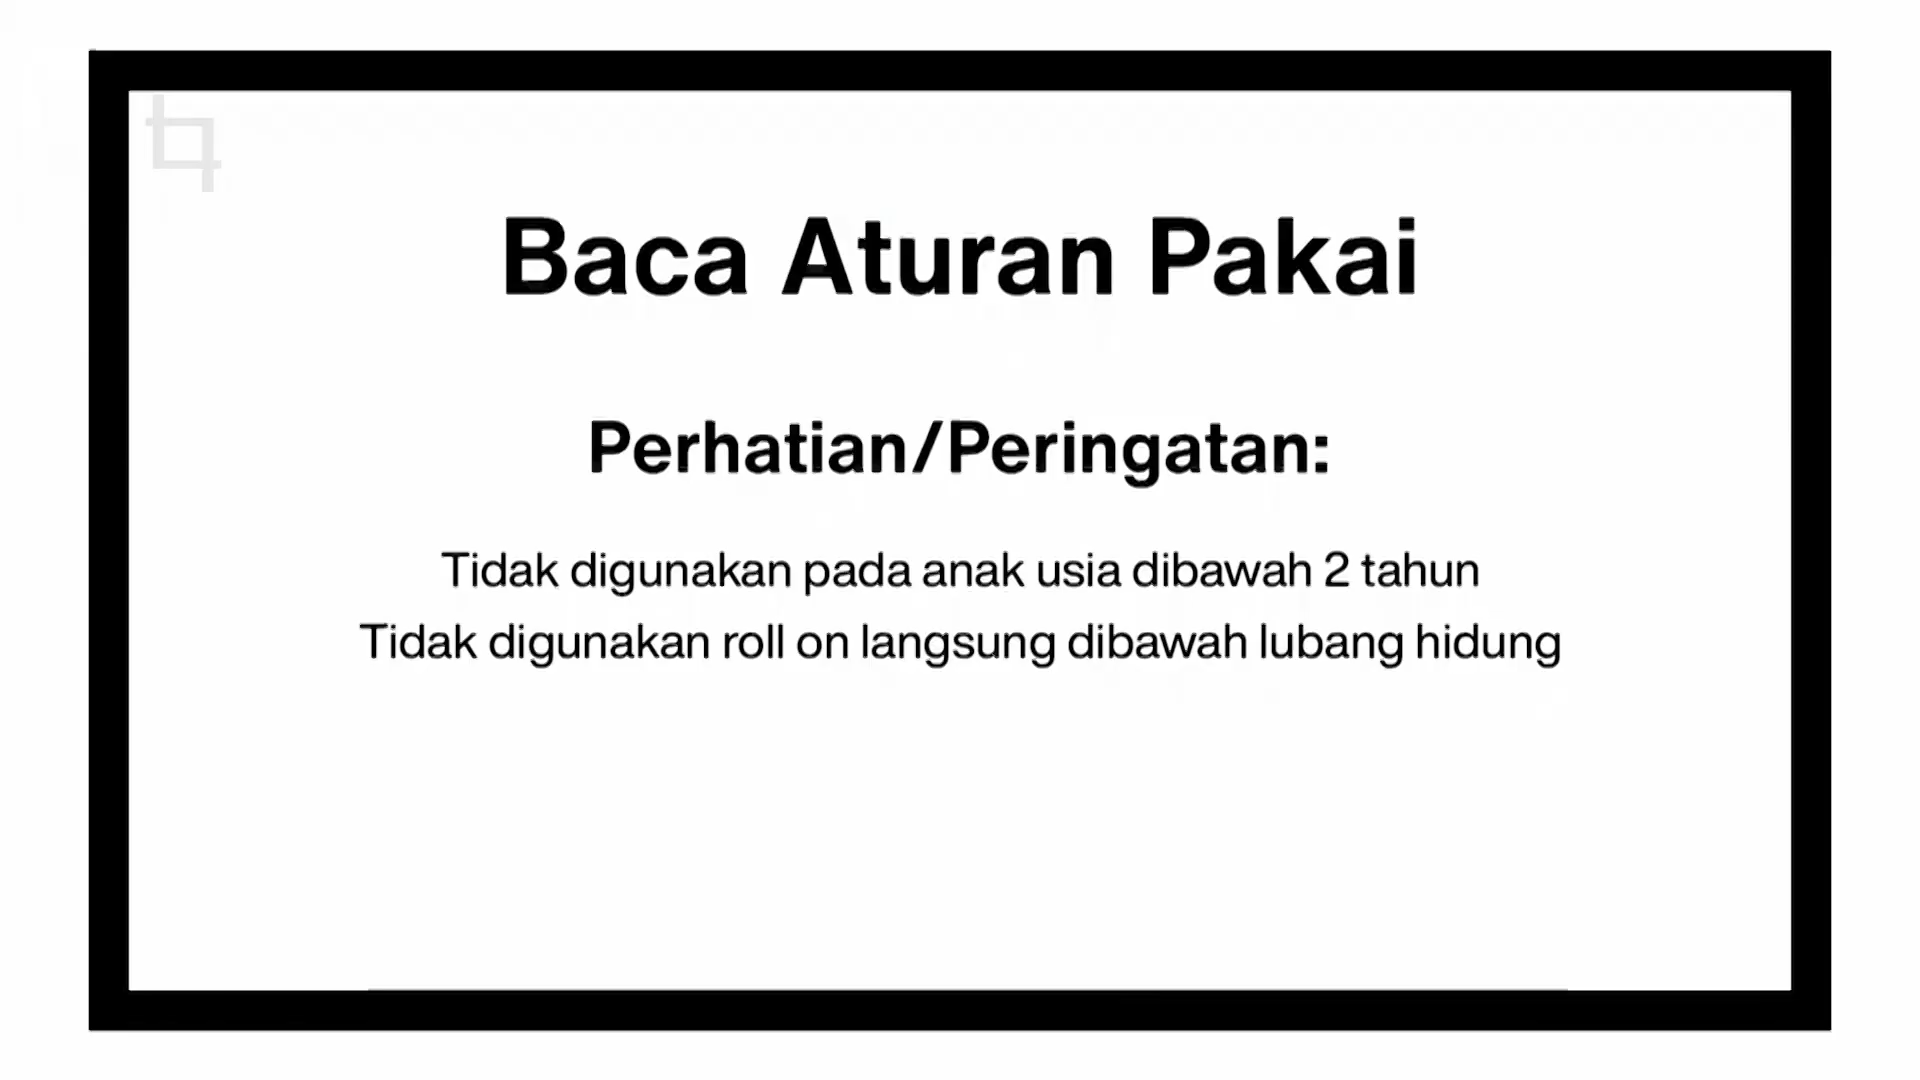 Baca Aturan Pakai
Perhatian/Peringatan:
Tidak digunakan pada anak usia dibawah 2 tahun
Tidak digunakan roll on langsung dibawah lubang hidung